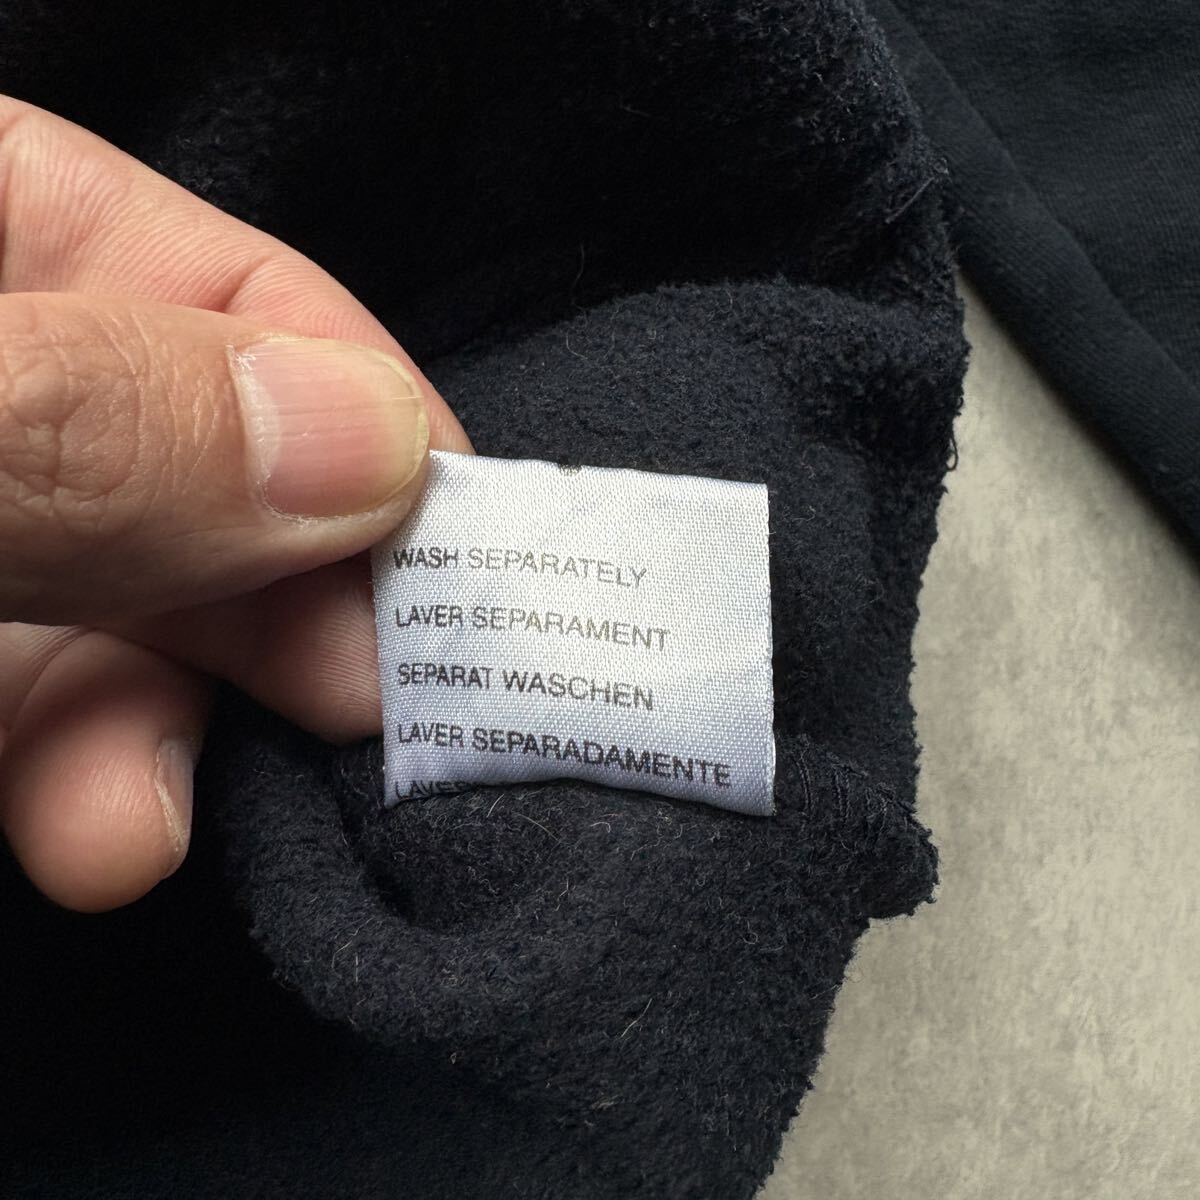 WASH SEPARATELY
LAVER SEPARAMENT
SEPARAT WASCHEN
LAVER SEPARADAMENTE